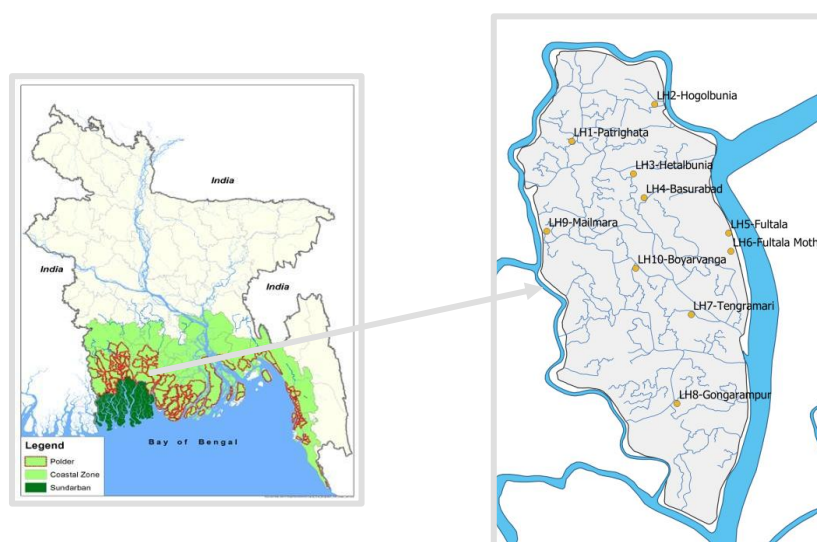 India
India
India
Bay of Bengal
Legend
Polder
Coastal Zone
Sundarban
LH2-Hogolbunia
LH1-Patrighata
LH3-Hetalbunia
LH4-Basurabad
LH5-Fultala
LH9-Mailmara
LH6-Fultala Moth
LH10-Boyarvanga
LH7-Tengramari
LH8-Gongarampur